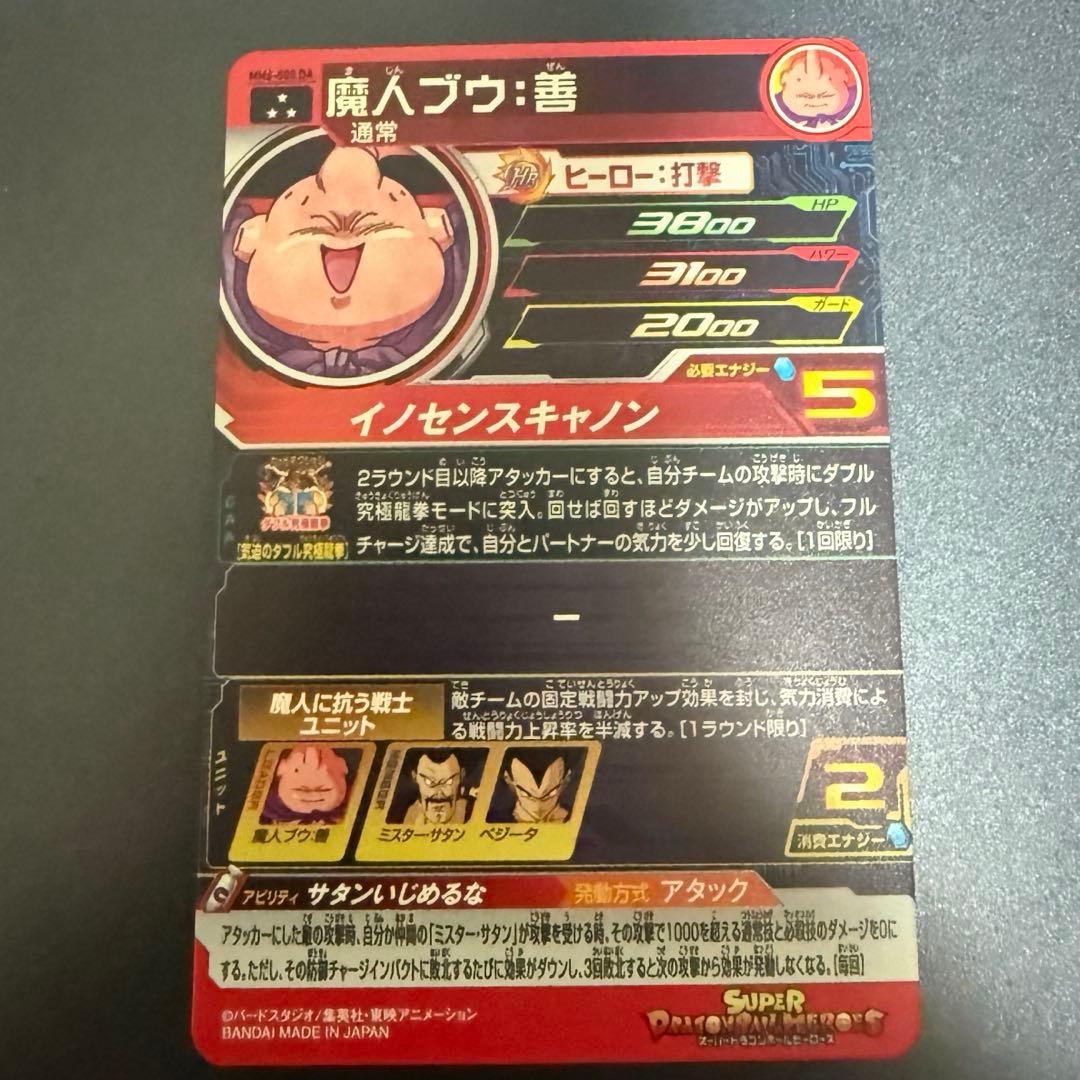 魔人ブウ:善
通常
ヒーロー:打撃
HP
3800
パワー
3100
ガード
2000
必要エナジー
5
イノセンスキャノン
2ラウンド目以降アタッカーにすると、自分チームの攻撃時にダブル
究極龍拳モードに突入。回せば回すほどダメージがアップし、フル
チャージ達成で、自分とパートナーの気力を少し回復する。[1回限り]
CAA
ダブル究極龍拳
[気迫のダブル究極龍拳]
ー
ユニット
魔人に抗う戦士
ユニット
敵チームの固定戦闘力アップ効果を封じ、気力消費によ
る戦闘力上昇率を半減する。[1ラウンド限り]
魔人ブウ:善
ミスター・サタン
ベジータ
2
消費エナジー
アビリティ サタンいじめるな 発動方式 アタック
アタッカーにした敵の攻撃時、自分か仲間の「ミスター・サタン」が攻撃を受ける時、その攻撃で1000を超える通常技と必殺技のダメージを0に
する。ただし、その防御チャージインパクトに敗北するたびに効果がダウンし、3回敗北すると次の攻撃から効果が発動しなくなる。[毎回]
©バードスタジオ/集英社・東映アニメーション
BANDAI MADE IN JAPAN
SUPER
DRAGONBALL HEROES
スーパードラゴンボールヒーローズ